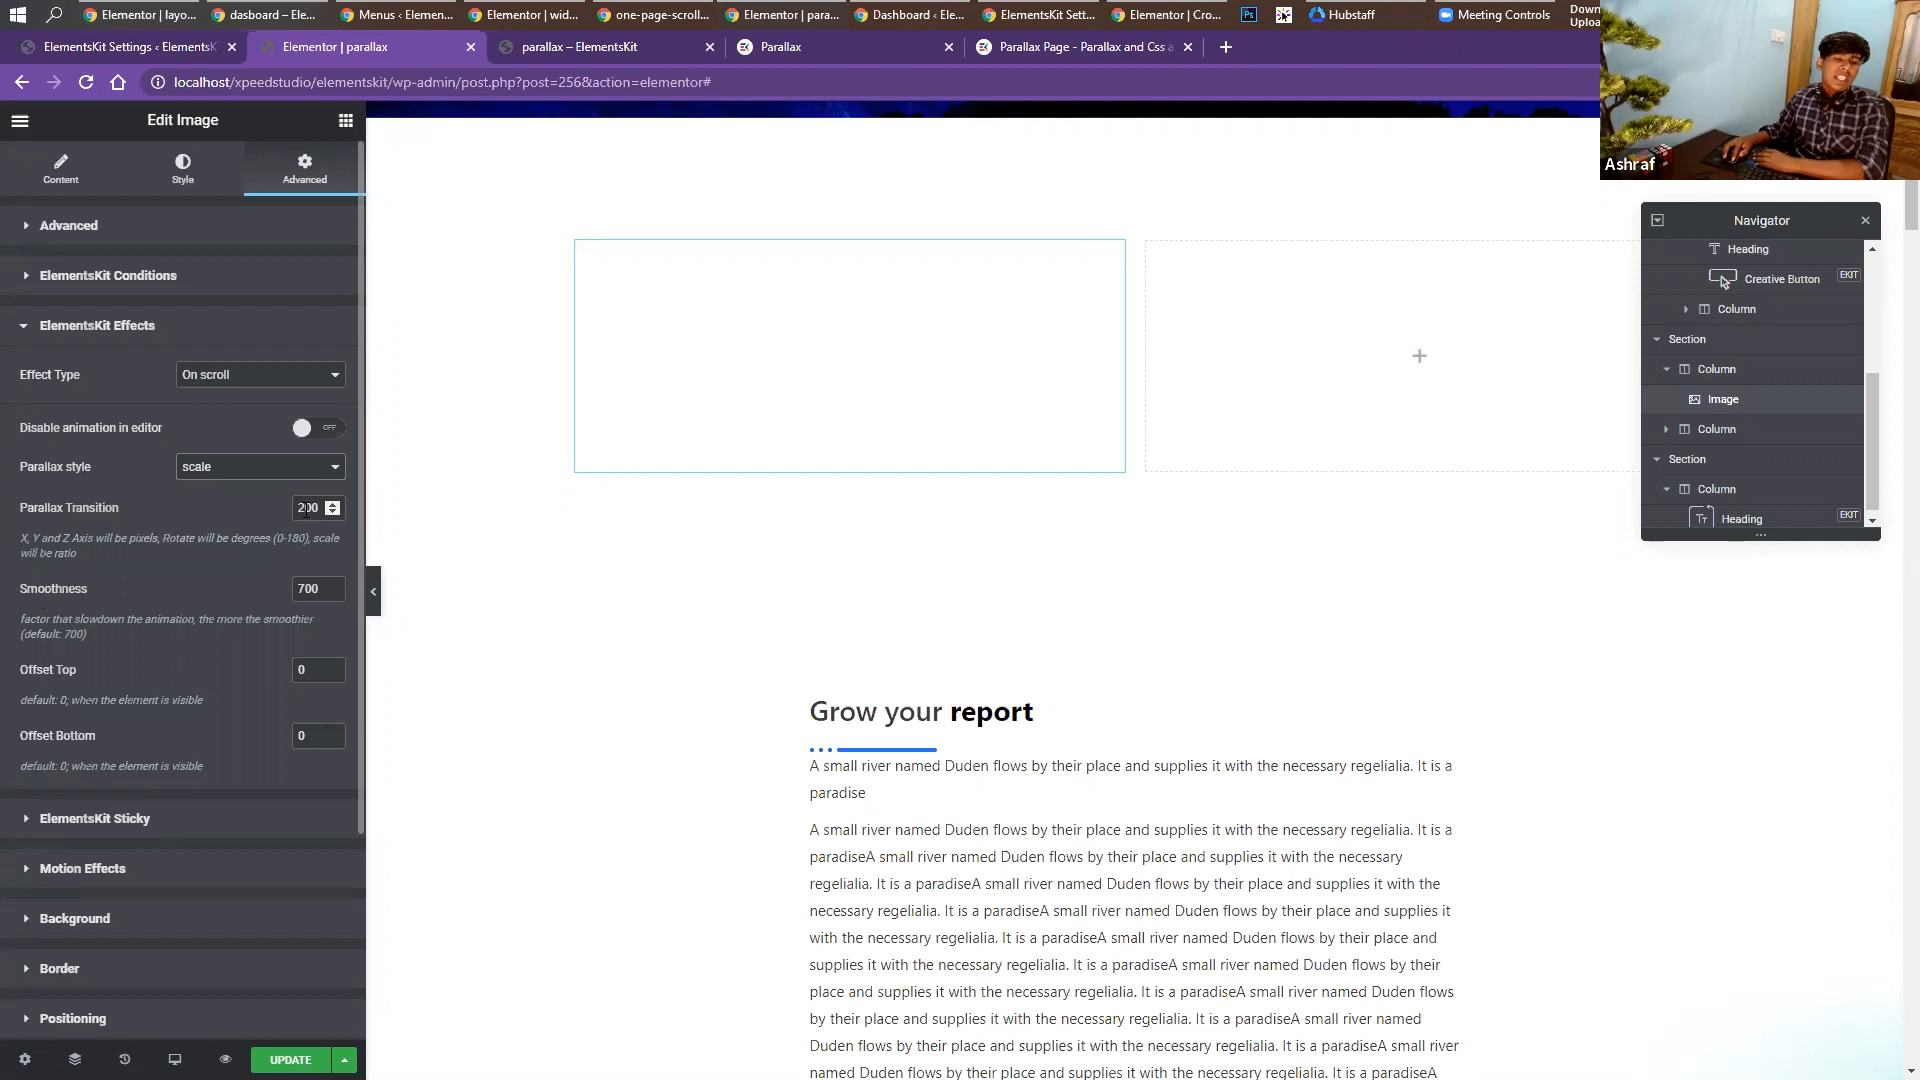 Elementor | layo...
dasboard – Ele...
Menus ‹ Elemen...
Elementor | wid...
one-page-scroll...
Elementor | para...
Dashboard ‹ Ele...
ElementsKit Sett...
Elementor | Cro...
Ps
Hubstaff
Meeting Controls
Down
Uploa
ElementsKit Settings ‹ ElementsK
Elementor | parallax
parallax – ElementsKit
Parallax
Parallax Page - Parallax and Css a
localhost/xpeedstudio/elementskit/wp-admin/post.php?post=256&action=elementor#
Ashraf
Edit Image
Content
Style
Advanced
Advanced
ElementsKit Conditions
ElementsKit Effects
Effect Type
On scroll
Disable animation in editor
OFF
Parallax style
scale
Parallax Transition
200
X, Y and Z Axis will be pixels, Rotate will be degrees (0-180), scale
will be ratio
Smoothness
700
factor that slowdown the animation, the more the smoothier
(default: 700)
Offset Top
0
default: 0; when the element is visible
Offset Bottom
0
default: 0; when the element is visible
ElementsKit Sticky
Motion Effects
Background
Border
Positioning
UPDATE
Navigator
Heading
Creative Button
EKIT
Column
Section
Column
Image
Column
Section
Column
Heading
EKIT
Grow your report
A small river named Duden flows by their place and supplies it with the necessary regelialia. It is a
paradise
A small river named Duden flows by their place and supplies it with the necessary regelialia. It is a
paradiseA small river named Duden flows by their place and supplies it with the necessary
regelialia. It is a paradiseA small river named Duden flows by their place and supplies it with the
necessary regelialia. It is a paradiseA small river named Duden flows by their place and supplies it
with the necessary regelialia. It is a paradiseA small river named Duden flows by their place and
supplies it with the necessary regelialia. It is a paradiseA small river named Duden flows by their
place and supplies it with the necessary regelialia. It is a paradiseA small river named Duden flows
by their place and supplies it with the necessary regelialia. It is a paradiseA small river named
Duden flows by their place and supplies it with the necessary regelialia. It is a paradiseA small river
named Duden flows by their place and supplies it with the necessary regelialia. It is a paradiseA